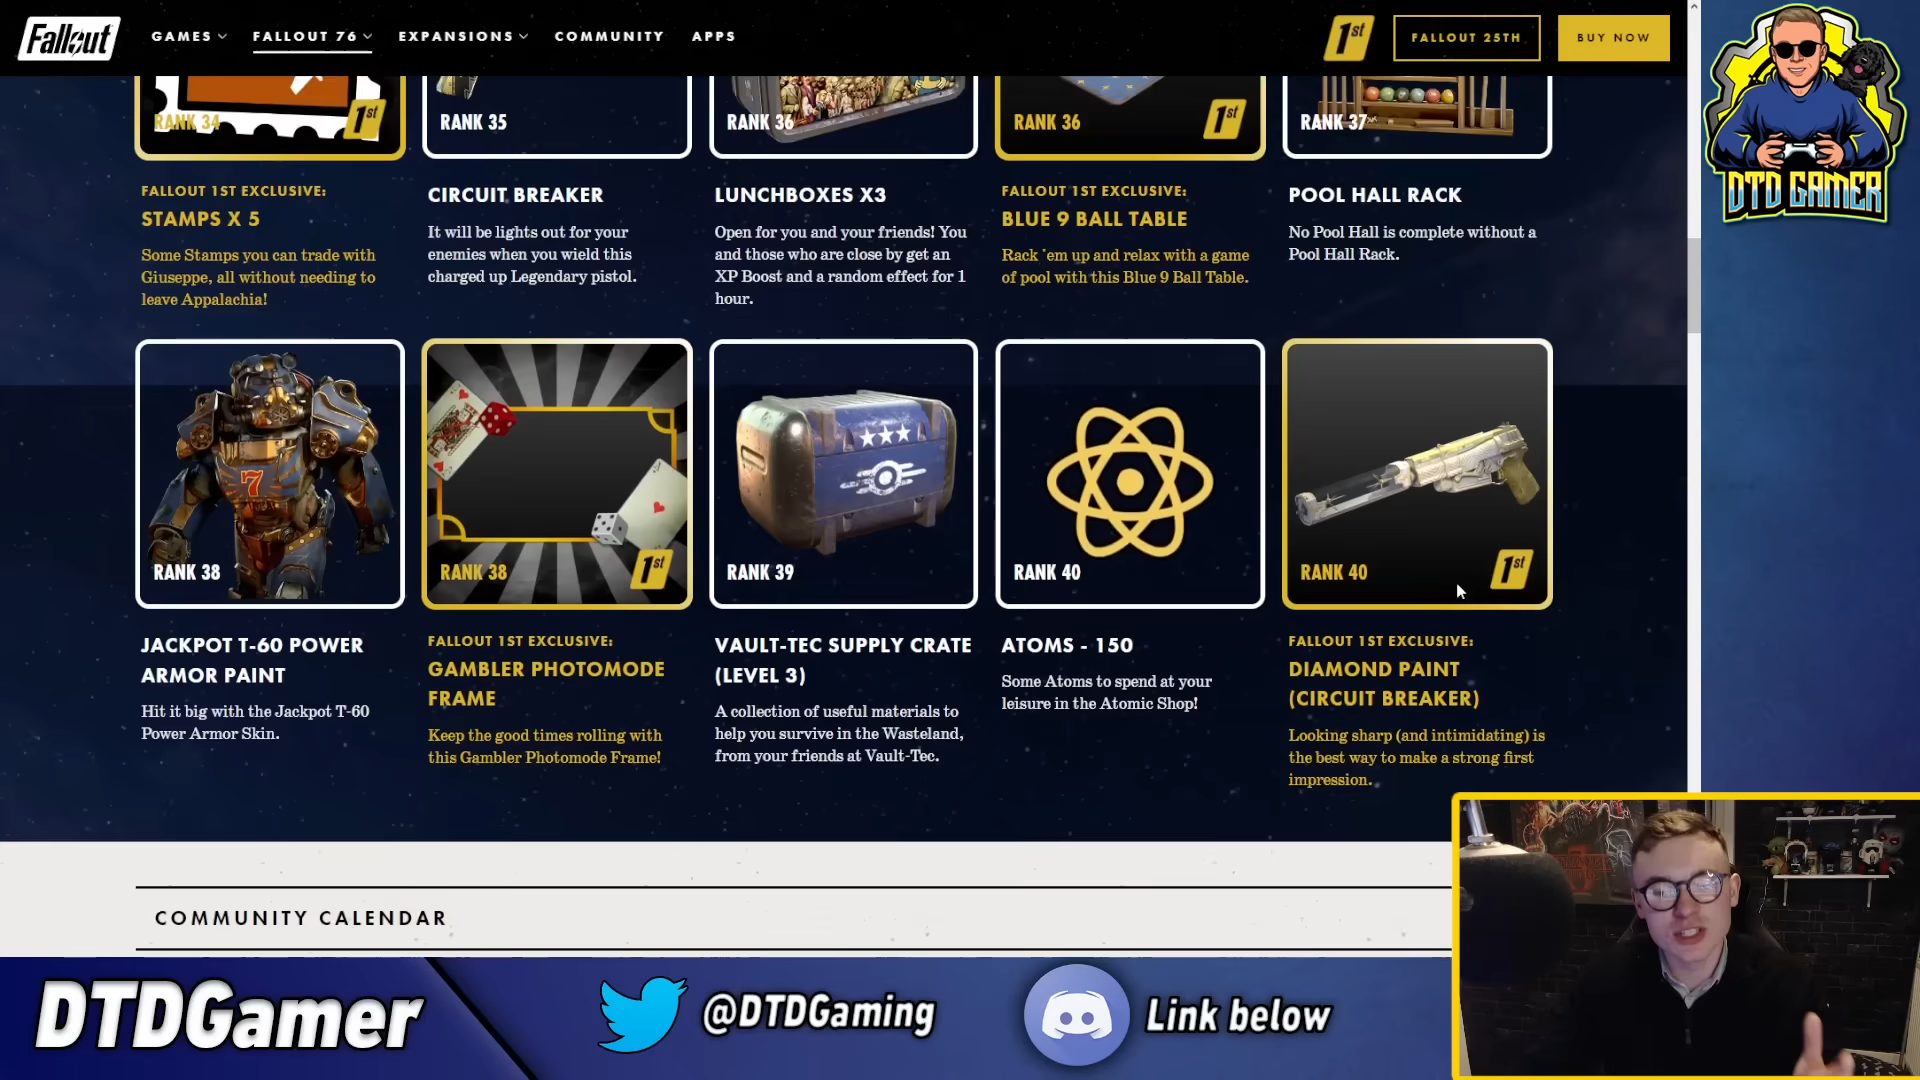 Fallout
GAMES
FALLOUT 76
EXPANSIONS
COMMUNITY
APPS
1st
FALLOUT 25TH
BUY NOW
DTD GAMER
RANK 34
1st
RANK 35
RANK 36
RANK 36
1st
RANK 37
FALLOUT 1ST EXCLUSIVE:
STAMPS X 5
Some Stamps you can trade with
Giuseppe, all without needing to
leave Appalachia!
CIRCUIT BREAKER
It will be lights out for your
enemies when you wield this
charged up Legendary pistol.
LUNCHBOXES X3
Open for you and your friends! You
and those who are close by get an
XP Boost and a random effect for 1
hour.
FALLOUT 1ST EXCLUSIVE:
BLUE 9 BALL TABLE
Rack 'em up and relax with a game
of pool with this Blue 9 Ball Table.
POOL HALL RACK
No Pool Hall is complete without a
Pool Hall Rack.
7
RANK 38
RANK 38
1st
RANK 39
RANK 40
RANK 40
1st
JACKPOT T-60 POWER
ARMOR PAINT
Hit it big with the Jackpot T-60
Power Armor Skin.
FALLOUT 1ST EXCLUSIVE:
GAMBLER PHOTOMODE
FRAME
Keep the good times rolling with
this Gambler Photomode Frame!
VAULT-TEC SUPPLY CRATE
(LEVEL 3)
A collection of useful materials to
help you survive in the Wasteland,
from your friends at Vault-Tec.
ATOMS - 150
Some Atoms to spend at your
leisure in the Atomic Shop!
FALLOUT 1ST EXCLUSIVE:
DIAMOND PAINT
(CIRCUIT BREAKER)
Looking sharp (and intimidating) is
the best way to make a strong first
impression.
COMMUNITY CALENDAR
DTDGamer
@DTDGaming
Link below